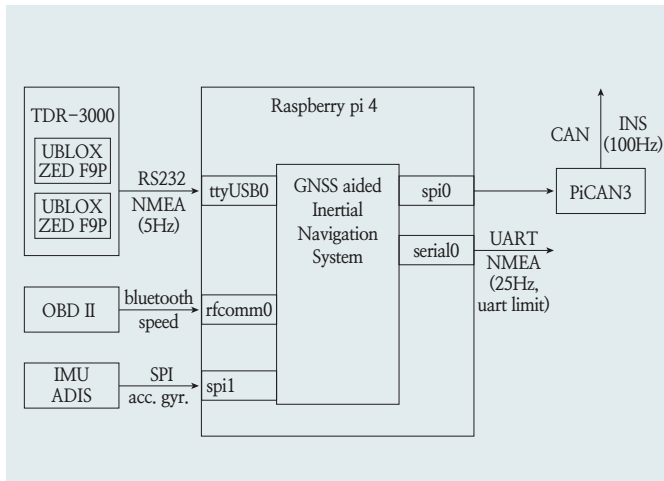 TDR-3000
UBLOX
ZED F9P
UBLOX
ZED F9P
RS232
NMEA
(5Hz)
OBD II
bluetooth
speed
IMU
ADIS
SPI
acc. gyr.
Raspberry pi 4
ttyUSB0
rfcomm0
spi1
GNSS aided
Inertial
Navigation
System
spi0
serial0
UART
NMEA
(25Hz,
uart limit)
CAN
INS
(100Hz)
PiCAN3